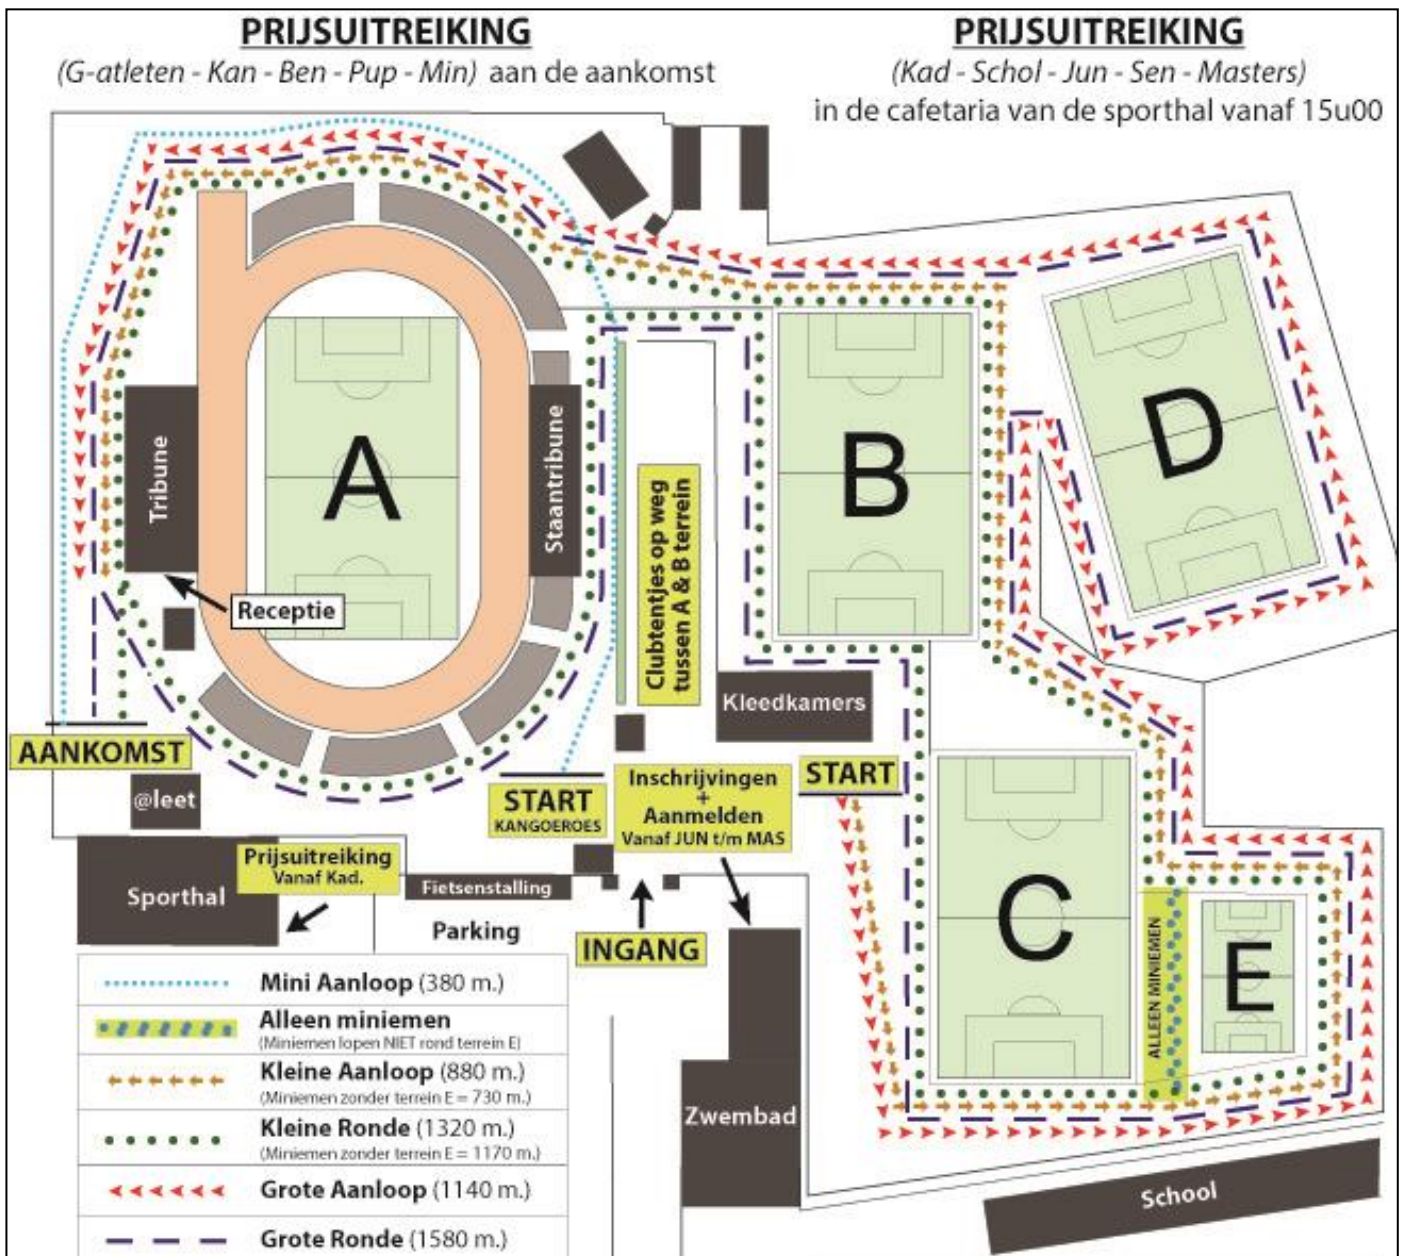 PRIJSUITREIKING
(G-atleten - Kan - Ben - Pup - Min) aan de aankomst
PRIJSUITREIKING
(Kad - Schol - Jun - Sen - Masters)
in de cafetaria van de sporthal vanaf 15u00
A
B
C
D
E
Tribune
Staantribune
Receptie
Clubtentjes op weg
tussen A & B terrein
Kleedkamers
AANKOMST
@leet
START
KANGOEROES
Inschrijvingen
+
Aanmelden
Vanaf JUN t/m MAS
START
Sporthal
Prijsuitreiking
Vanaf Kad.
Fietsenstalling
Parking
INGANG
ALLEEN MINIEMEN
Zwembad
School
Mini Aanloop (380 m.)
Alleen miniemen
(Miniemen lopen NIET rond terrein E)
Kleine Aanloop (880 m.)
(Miniemen zonder terrein E = 730 m.)
Kleine Ronde (1320 m.)
(Miniemen zonder terrein E = 1170 m.)
Grote Aanloop (1140 m.)
Grote Ronde (1580 m.)